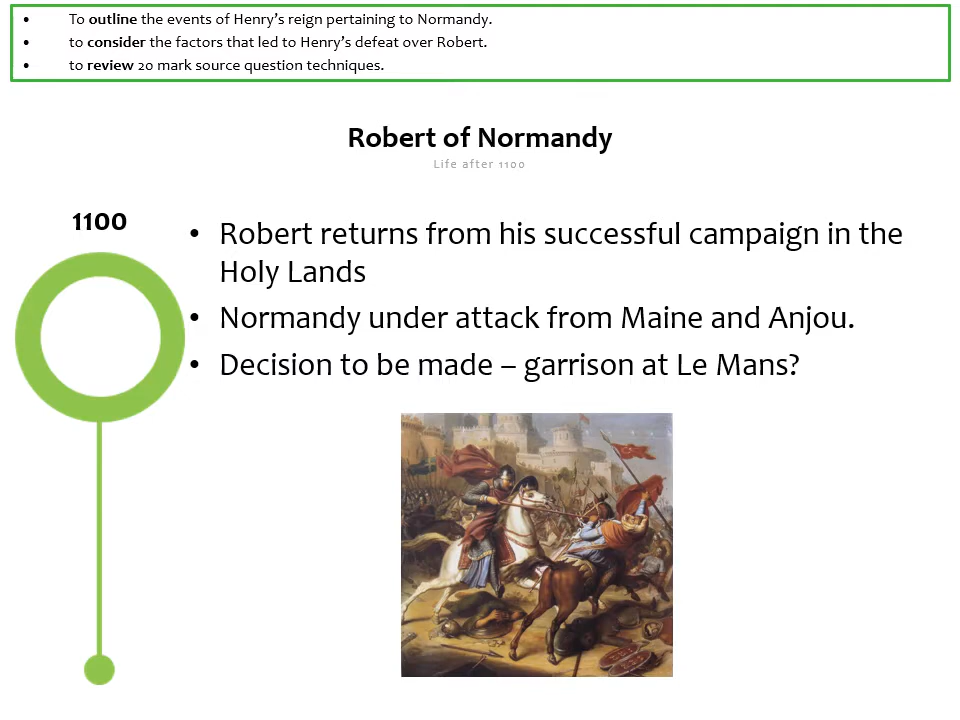 • To outline the events of Henry’s reign pertaining to Normandy.
• to consider the factors that led to Henry’s defeat over Robert.
• to review 20 mark source question techniques.
Robert of Normandy
Life after 1100
1100
• Robert returns from his successful campaign in the
Holy Lands
• Normandy under attack from Maine and Anjou.
• Decision to be made – garrison at Le Mans?